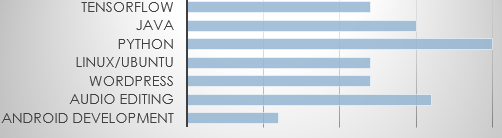 TENSORFLOW
JAVA
PYTHON
LINUX/UBUNTU
WORDPRESS
AUDIO EDITING
ANDROID DEVELOPMENT